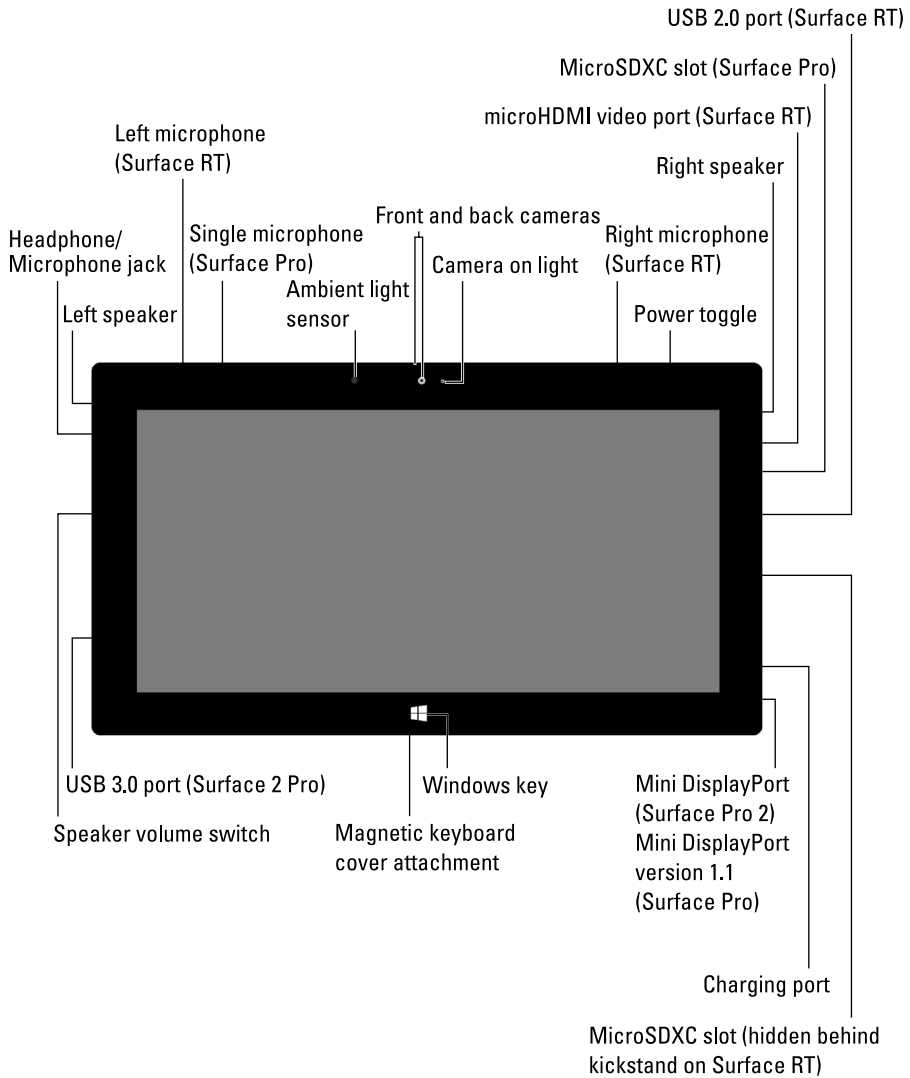 USB 2.0 port (Surface RT)
MicroSDXC slot (Surface Pro)
microHDMI video port (Surface RT)
Left microphone
(Surface RT)
Right speaker
Front and back cameras
Headphone/
Microphone jack
Single microphone
(Surface Pro)
Right microphone
(Surface RT)
Camera on light
Ambient light
sensor
Left speaker
Power toggle
USB 3.0 port (Surface 2 Pro)
Windows key
Mini DisplayPort
(Surface Pro 2)
Mini DisplayPort
version 1.1
(Surface Pro)
Speaker volume switch
Magnetic keyboard
cover attachment
Charging port
MicroSDXC slot (hidden behind
kickstand on Surface RT)